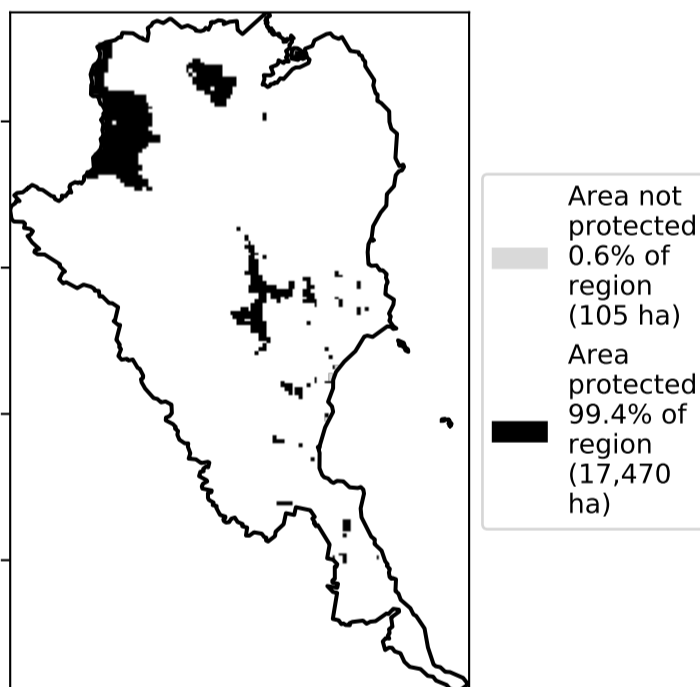 Area not
protected
0.6% of
region
(105 ha)
Area
protected
99.4% of
region
(17,470
ha)